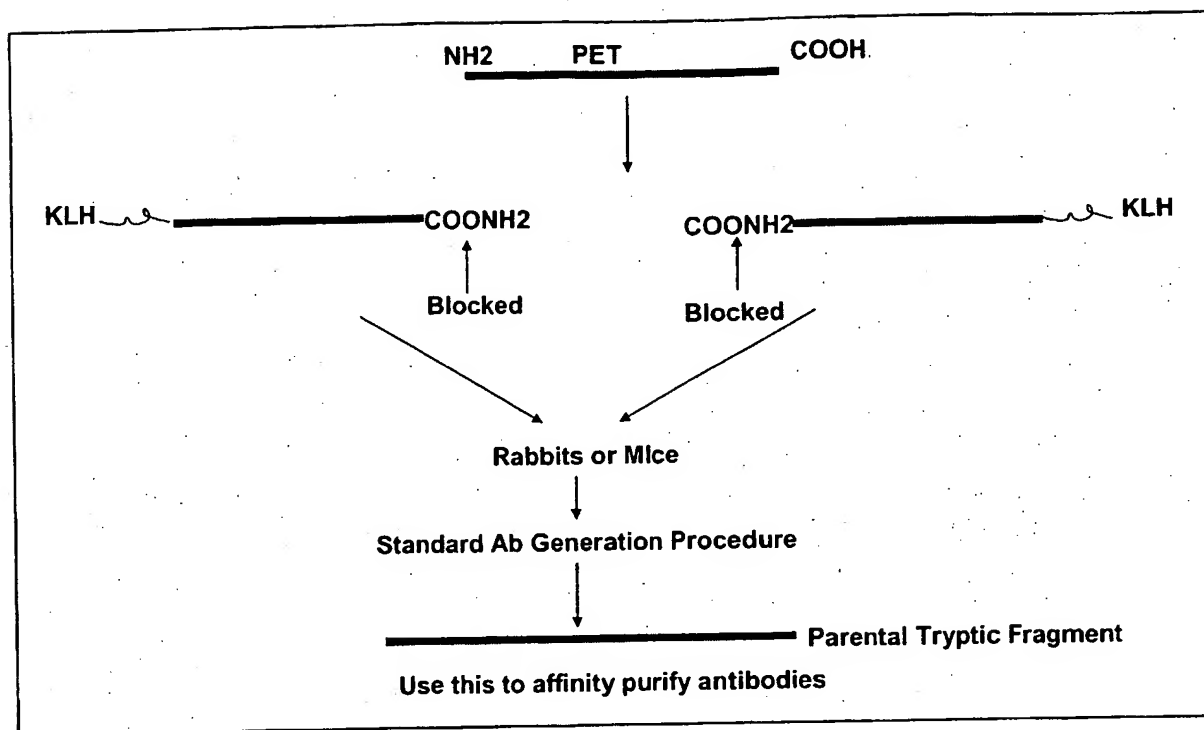 NH2 PET COOH
KLH COONH2 COONH2 KLH
Blocked Blocked
Rabbits or MIce
Standard Ab Generation Procedure
Parental Tryptic Fragment
Use this to affinity purify antibodies